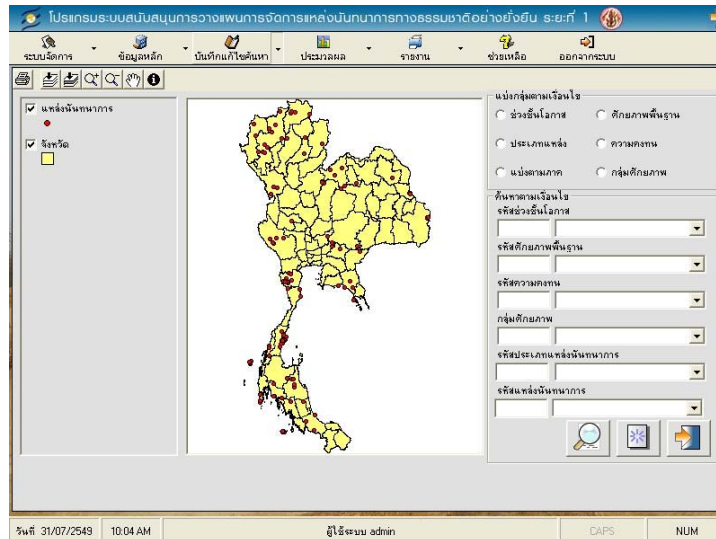 โปรแกรมระบบสนับสนุนการวางแผนการจัดการแหล่งนันทนาการทางธรรมชาติอย่างยั่งยืน ระยะที่ 1
ระบบจัดการ ข้อมูลหลัก บันทึกแก้ไขค้นหา ประมวลผล รายงาน ช่วยเหลือ ออกจากระบบ
แหล่งนันทนาการ
จังหวัด
แบ่งกลุ่มตามเงื่อนไข
ช่วงชั้นโอกาส ศักยภาพพื้นฐาน
ประเภทแหล่ง ความคงทน
แบ่งตามภาค กลุ่มศักยภาพ
ค้นหาตามเงื่อนไข
รหัสช่วงชั้นโอกาส
รหัสศักยภาพพื้นฐาน
รหัสความคงทน
กลุ่มศักยภาพ
รหัสประเภทแหล่งนันทนาการ
รหัสแหล่งนันทนาการ
วันที่ 31/07/2549 10:04 AM ผู้ใช้ระบบ admin CAPS NUM